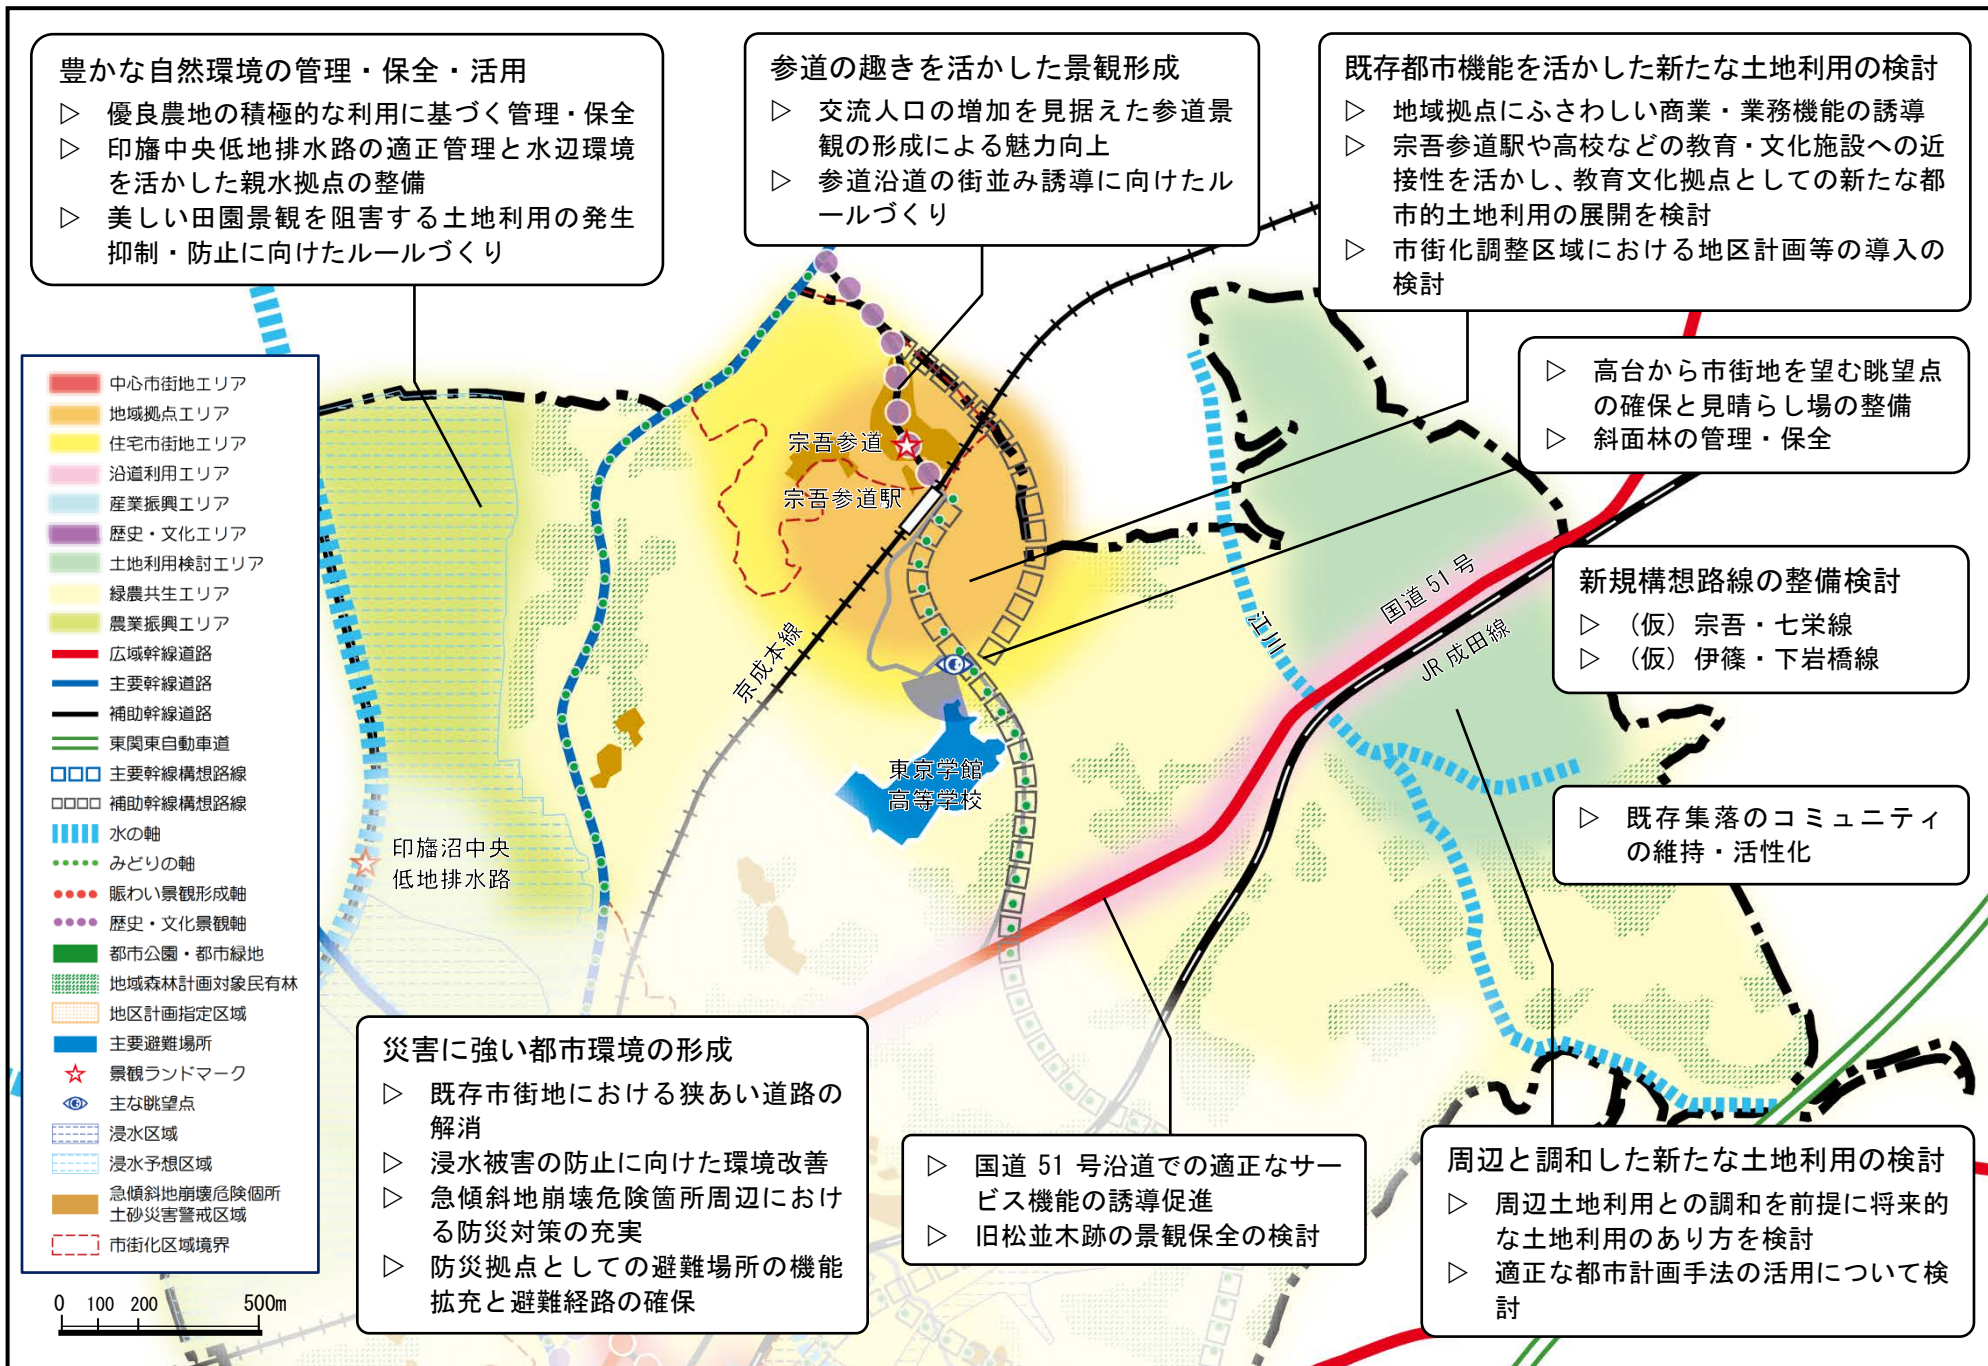 豊かな自然環境の管理・保全・活用
▷ 優良農地の積極的な利用に基づく管理・保全
▷ 印旛中央低地排水路の適正管理と水辺環境
を活かした親水拠点の整備
▷ 美しい田園景観を阻害する土地利用の発生
抑制・防止に向けたルールづくり
参道の趣きを活かした景観形成
▷ 交流人口の増加を見据えた参道景
観の形成による魅力向上
▷ 参道沿道の街並み誘導に向けたル
ールづくり
既存都市機能を活かした新たな土地利用の検討
▷ 地域拠点にふさわしい商業・業務機能の誘導
▷ 宗吾参道駅や高校などの教育・文化施設への近
接性を活かし、教育文化拠点としての新たな都
市的土地利用の展開を検討
▷ 市街化調整区域における地区計画等の導入の
検討
▷ 高台から市街地を望む眺望点
の確保と見晴らし場の整備
▷ 斜面林の管理・保全
新規構想路線の整備検討
▷ （仮）宗吾・七栄線
▷ （仮）伊篠・下岩橋線
▷ 既存集落のコミュニティ
の維持・活性化
周辺と調和した新たな土地利用の検討
▷ 周辺土地利用との調和を前提に将来的
な土地利用のあり方を検討
▷ 適正な都市計画手法の活用について検
討
▷ 国道 51 号沿道での適正なサー
ビス機能の誘導促進
▷ 旧松並木跡の景観保全の検討
災害に強い都市環境の形成
▷ 既存市街地における狭あい道路の
解消
▷ 浸水被害の防止に向けた環境改善
▷ 急傾斜地崩壊危険箇所周辺におけ
る防災対策の充実
▷ 防災拠点としての避難場所の機能
拡充と避難経路の確保
宗吾参道
宗吾参道駅
京成本線
東京学館
高等学校
印旛沼中央
低地排水路
江川
国道 51 号
JR 成田線
中心市街地エリア
地域拠点エリア
住宅市街地エリア
沿道利用エリア
産業振興エリア
歴史・文化エリア
土地利用検討エリア
緑農共生エリア
農業振興エリア
広域幹線道路
主要幹線道路
補助幹線道路
東関東自動車道
主要幹線構想路線
補助幹線構想路線
水の軸
みどりの軸
賑わい景観形成軸
歴史・文化景観軸
都市公園・都市緑地
地域森林計画対象民有林
地区計画指定区域
主要避難場所
景観ランドマーク
主な眺望点
浸水区域
浸水予想区域
急傾斜地崩壊危険個所
土砂災害警戒区域
市街化区域境界
0 100 200 500m